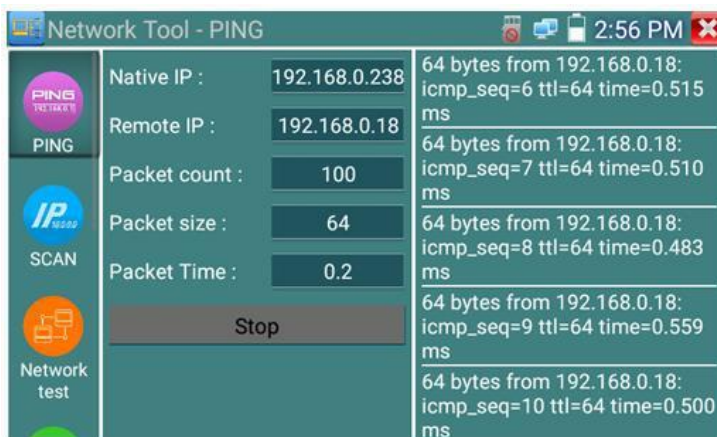 Network Tool - PING
2:56 PM
PING
192.168.0.1
PING
IP
SCAN
Network
test
Native IP :
192.168.0.238
Remote IP :
192.168.0.18
Packet count :
100
Packet size :
64
Packet Time :
0.2
Stop
64 bytes from 192.168.0.18:
icmp_seq=6 ttl=64 time=0.515
ms
64 bytes from 192.168.0.18:
icmp_seq=7 ttl=64 time=0.510
ms
64 bytes from 192.168.0.18:
icmp_seq=8 ttl=64 time=0.483
ms
64 bytes from 192.168.0.18:
icmp_seq=9 ttl=64 time=0.559
ms
64 bytes from 192.168.0.18:
icmp_seq=10 ttl=64 time=0.500
ms